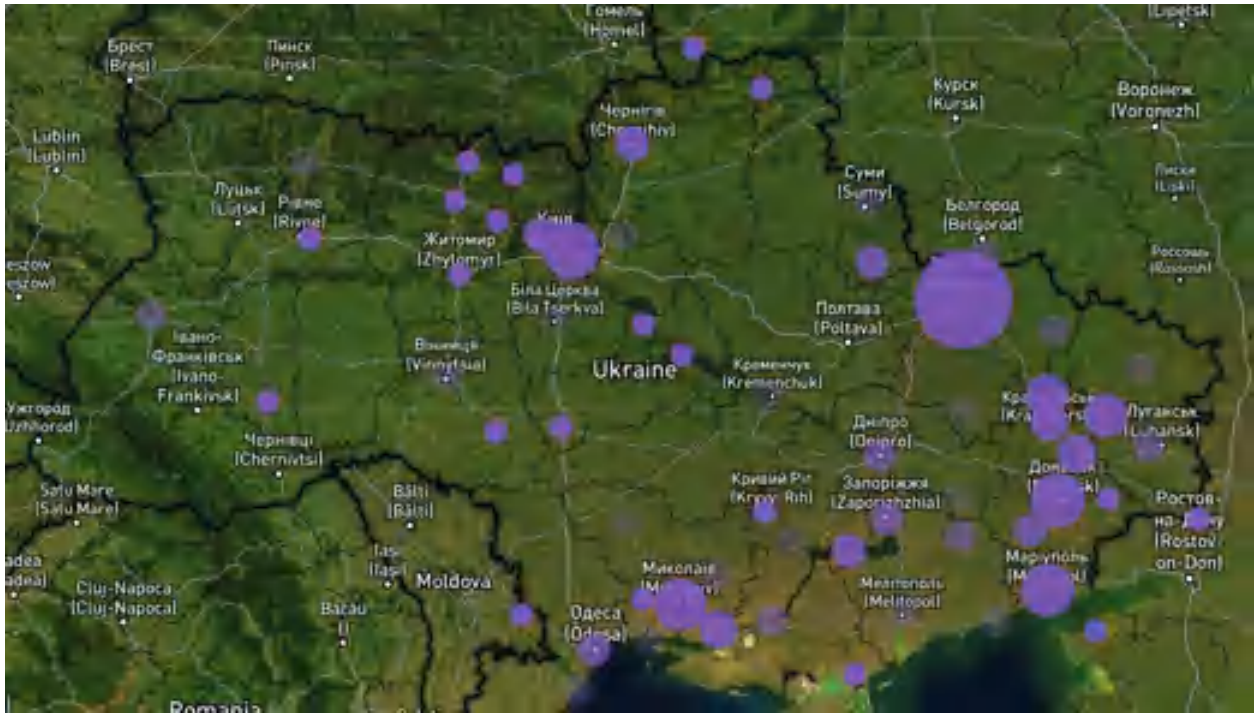 Гомель
(Homel)
(Lipetsk)
Брест
(Brest)
Пинск
(Pinsk)
Курск
(Kursk)
Воронеж
(Voronezh)
Чернігів
Lublin
(Lublin)
Суми
(Sumy)
Лиски
(Liski)
Луцьк
(Lutsk)
Рівне
(Rivne)
Белгород
(Belgorod)
Київ
Житомир
(Zhytomyr)
Россошь
(Rossosh)
Біла Церква
(Bila Tserkva)
Полтава
(Poltava)
Івано-
Франківськ
(Ivano-
Frankivsk)
Вінниця
(Vinnytsia)
Ukraine
Кременчук
(Kremenchuk)
Ужгород
Uzhhorod)
Луганськ
(Luhansk)
Чернівці
(Chernivtsi)
Дніпро
(Dnipro)
Satu Mare
(Satu Mare)
Bălți
(Bălți)
Кривий Ріг
(Kryvyi Rih)
Запоріжжя
(Zaporizhzhia)
Ростов-
на-Дону
(Rostov-
on-Don)
Iași
(Iași)
Moldova
Миколаїв
Маріуполь
Мелітополь
(Melitopol)
Cluj-Napoca
(Cluj-Napoca)
Bacău
Одеса
(Odesa)
Romania